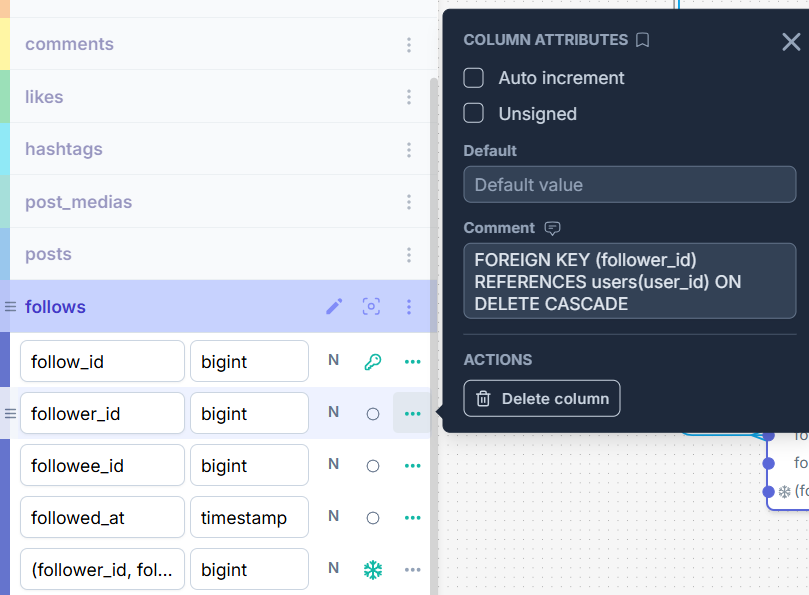 comments
likes
hashtags
post_medias
posts
follows
follow_id bigint N
follower_id bigint N
followee_id bigint N
followed_at timestamp N
(follower_id, fol... bigint N
COLUMN ATTRIBUTES
Auto increment
Unsigned
Default
Default value
Comment
FOREIGN KEY (follower_id)
REFERENCES users(user_id) ON
DELETE CASCADE
ACTIONS
Delete column
fo
(fo